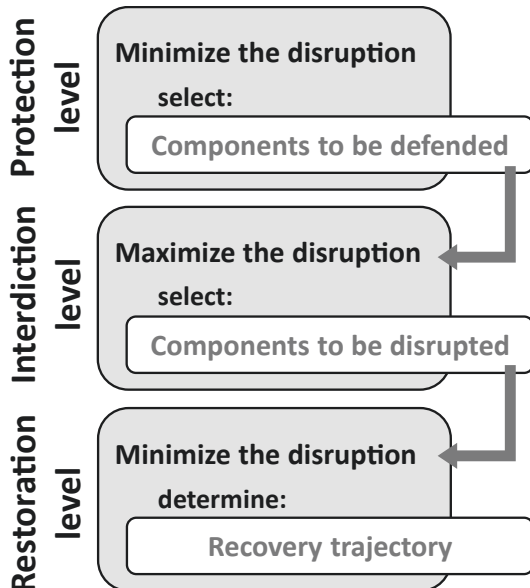 Protection
level
Minimize the disruption
select:
Components to be defended
Interdiction
level
Maximize the disruption
select:
Components to be disrupted
Restoration
level
Minimize the disruption
determine:
Recovery trajectory